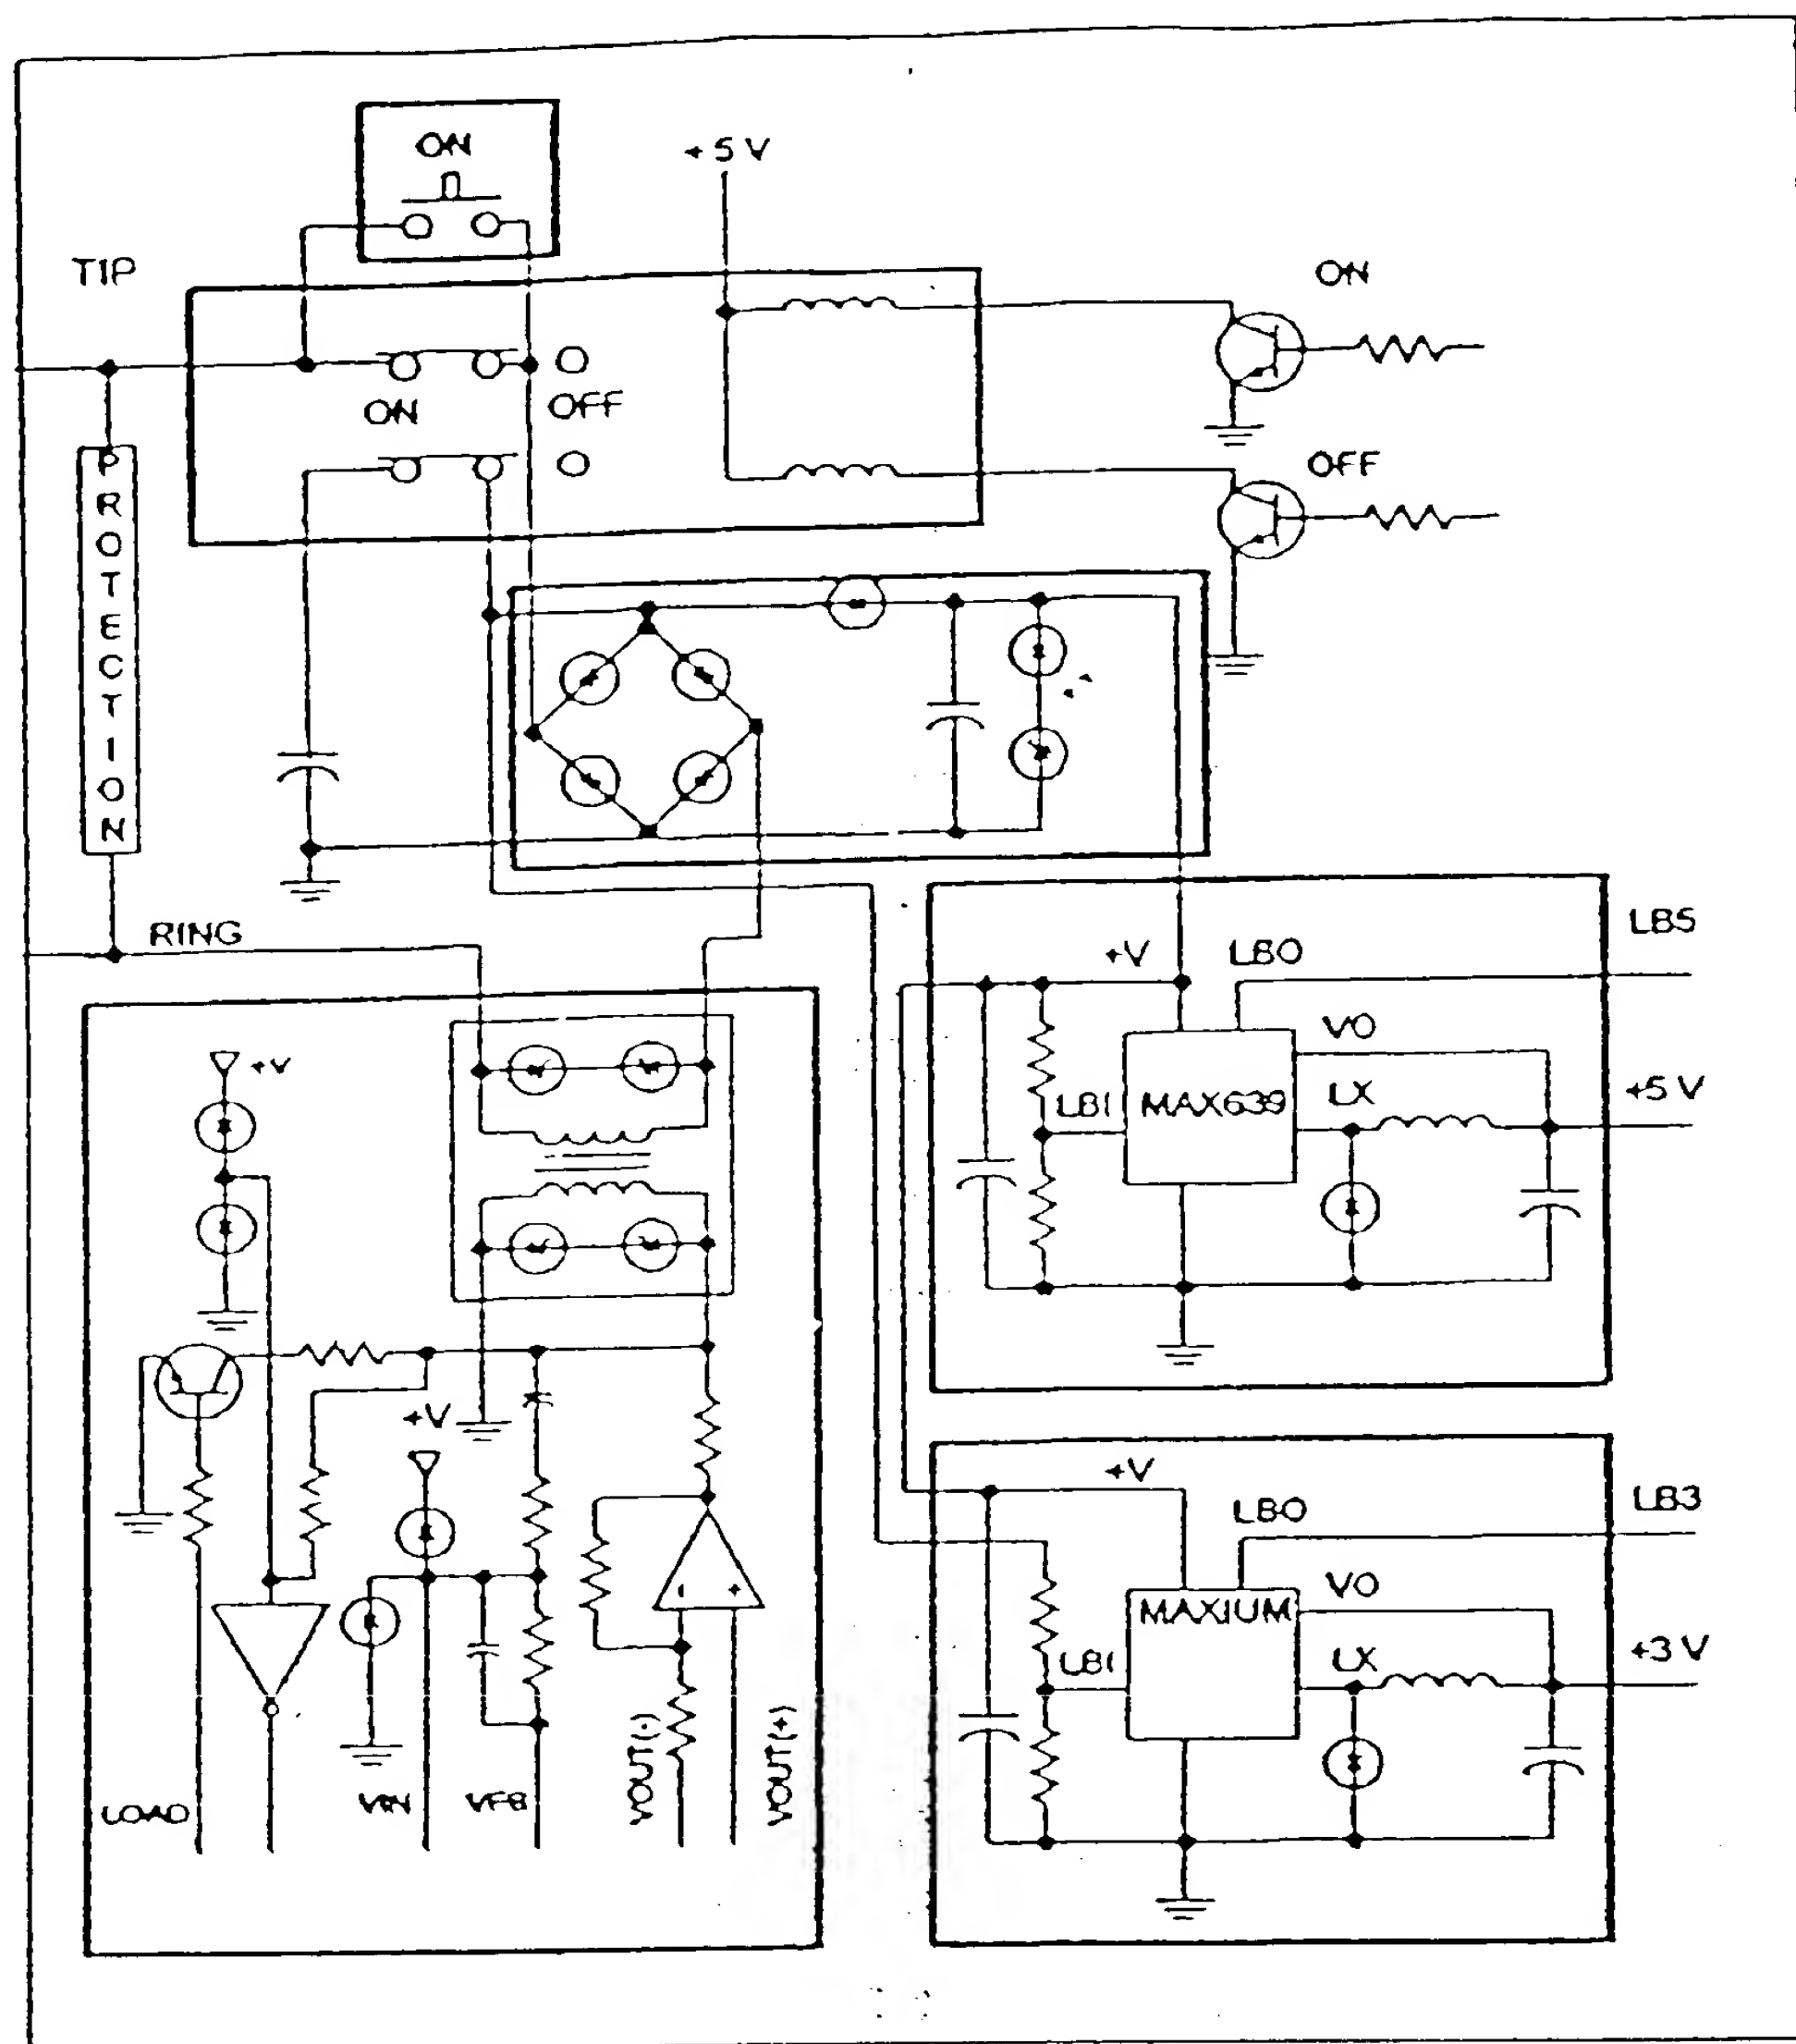 ON
+5 V
TIP
ON
ON
OFF
OFF
PROTECTION
RING
LB5
+V
LBO
VO
+V
LBI
MAX639
LX
+5 V
+V
+V
LBO
LB3
VO
MAXIUM
LBI
LX
+3 V
- +
LOAD
VIN
VFB
VOUT(-)
VOUT(+)